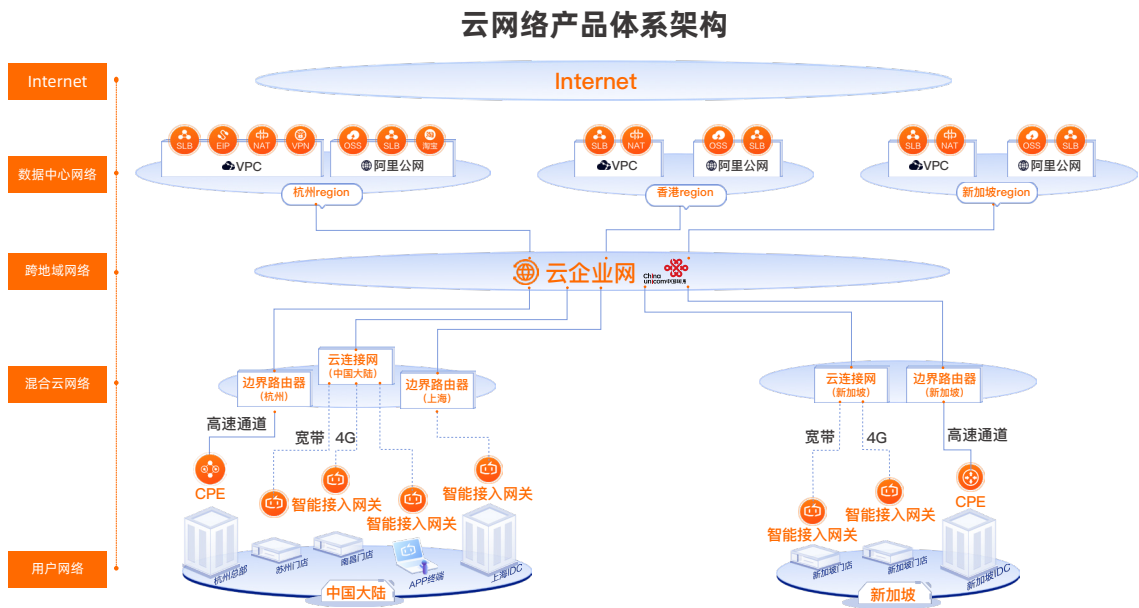 云网络产品体系架构
Internet
Internet
SLB EIP NAT VPN OSS SLB 淘宝 SLB NAT OSS SLB SLB NAT OSS SLB
数据中心网络
VPC 阿里公网 VPC 阿里公网 VPC 阿里公网
杭州region 香港region 新加坡region
跨地域网络
云企业网
China unicom中国联通
混合云网络
云连接网
(中国大陆)
边界路由器
(杭州)
边界路由器
(上海)
云连接网
(新加坡)
边界路由器
(新加坡)
高速通道 宽带 4G 宽带 4G 高速通道
CPE 智能接入网关 智能接入网关 智能接入网关 智能接入网关 智能接入网关 CPE
用户网络
杭州总部 苏州门店 南昌门店 APP终端 上海IDC 新加坡门店 新加坡门店 新加坡IDC
中国大陆 新加坡